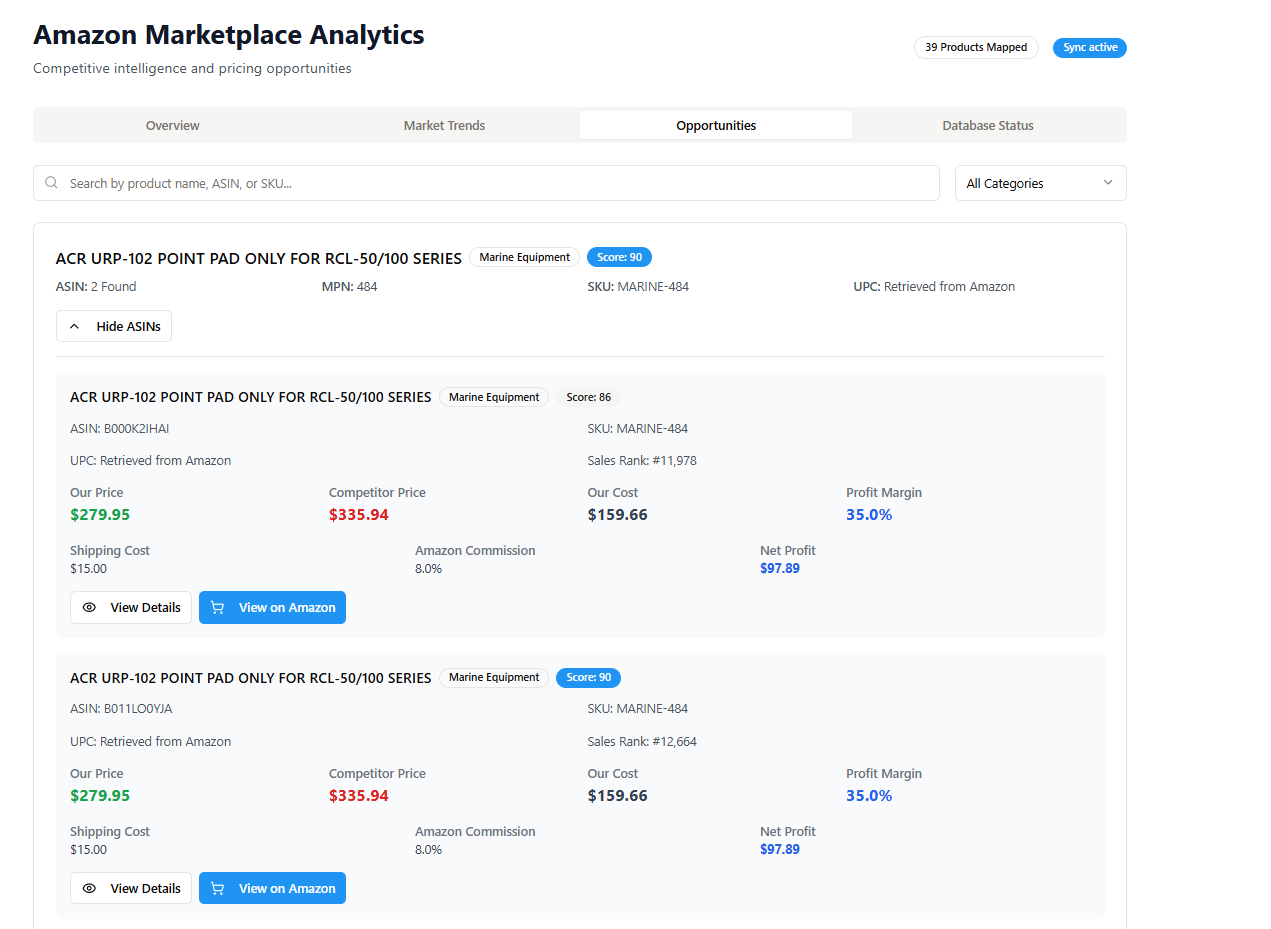 Amazon Marketplace Analytics
Competitive intelligence and pricing opportunities
39 Products Mapped
Sync active
Overview
Market Trends
Opportunities
Database Status
Search by product name, ASIN, or SKU...
All Categories
ACR URP-102 POINT PAD ONLY FOR RCL-50/100 SERIES Marine Equipment Score: 90
ASIN: 2 Found MPN: 484 SKU: MARINE-484 UPC: Retrieved from Amazon
Hide ASINs
ACR URP-102 POINT PAD ONLY FOR RCL-50/100 SERIES Marine Equipment Score: 86
ASIN: B000K2IHAI SKU: MARINE-484
UPC: Retrieved from Amazon Sales Rank: #11,978
Our Price Competitor Price Our Cost Profit Margin
$279.95 $335.94 $159.66 35.0%
Shipping Cost Amazon Commission Net Profit
$15.00 8.0% $97.89
View Details View on Amazon
ACR URP-102 POINT PAD ONLY FOR RCL-50/100 SERIES Marine Equipment Score: 90
ASIN: B011LO0YJA SKU: MARINE-484
UPC: Retrieved from Amazon Sales Rank: #12,664
Our Price Competitor Price Our Cost Profit Margin
$279.95 $335.94 $159.66 35.0%
Shipping Cost Amazon Commission Net Profit
$15.00 8.0% $97.89
View Details View on Amazon